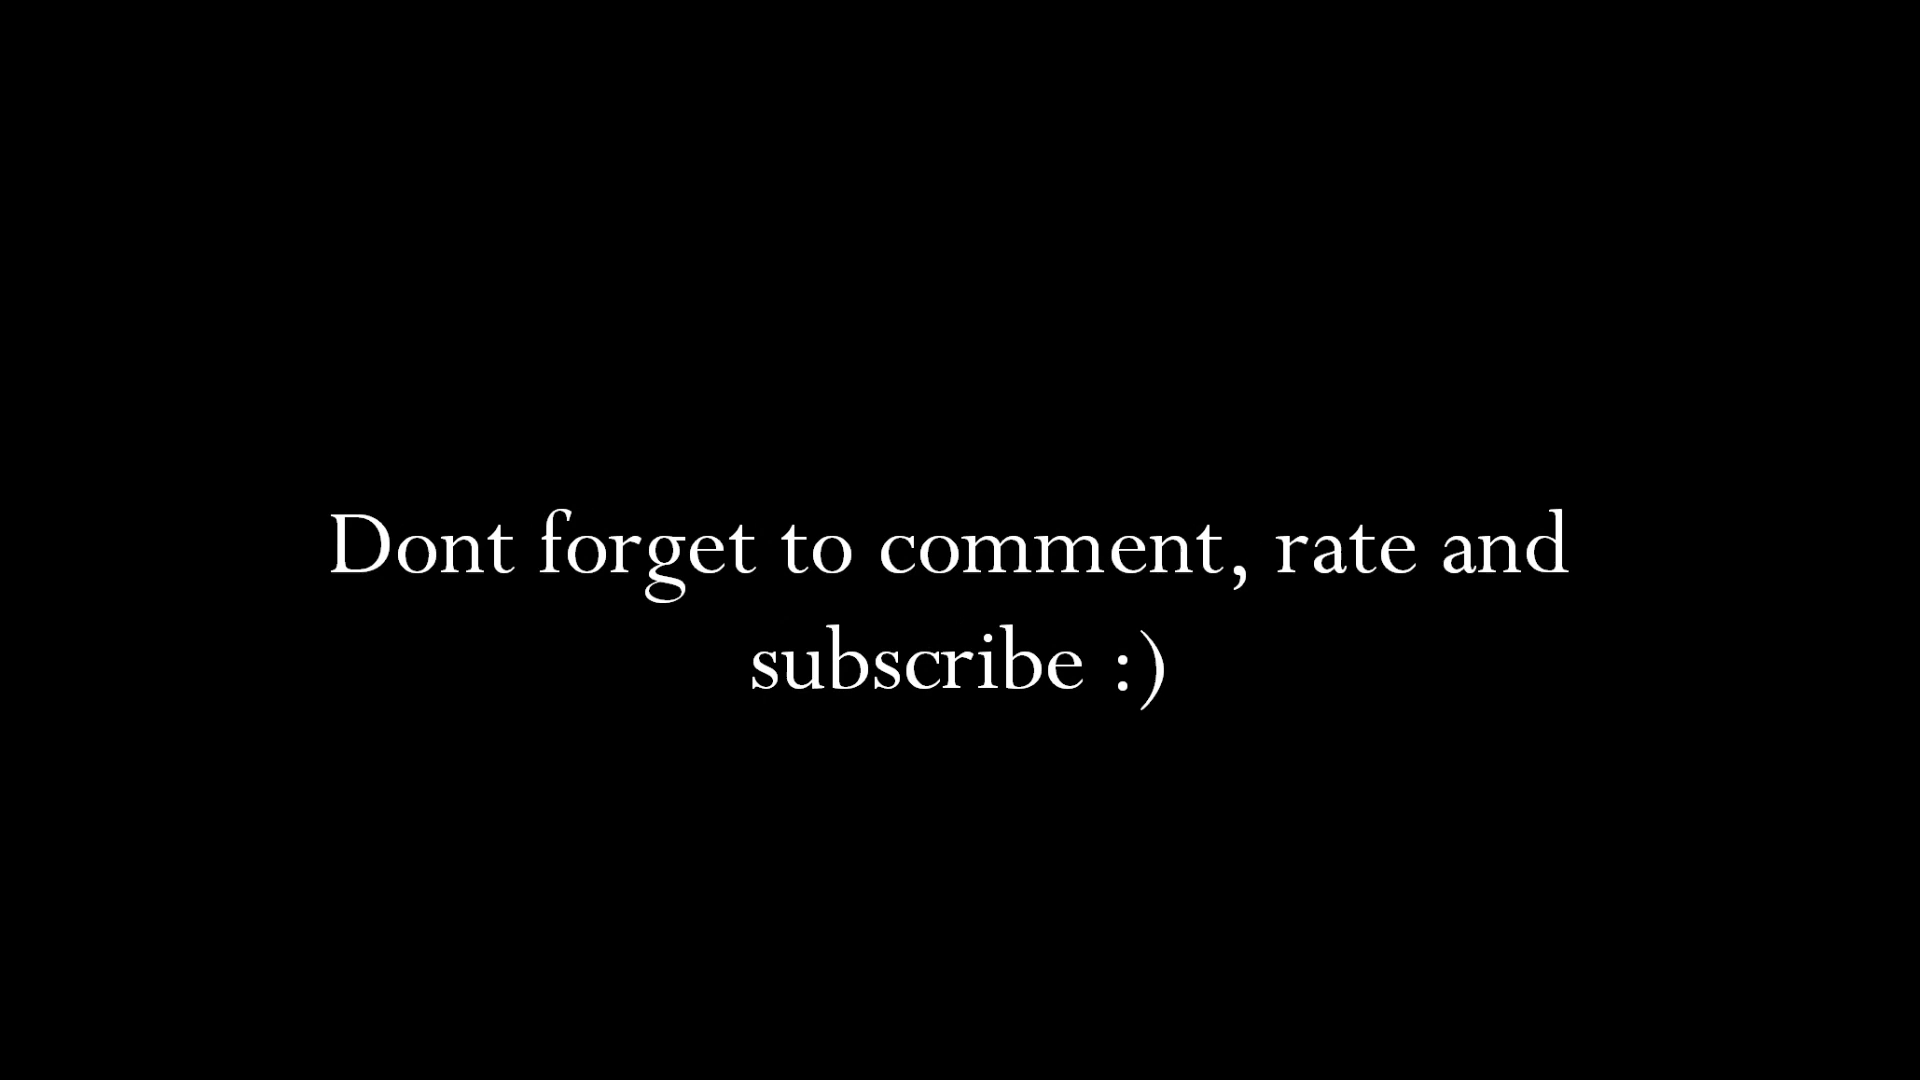 Dont forget to comment, rate and
subscribe :)